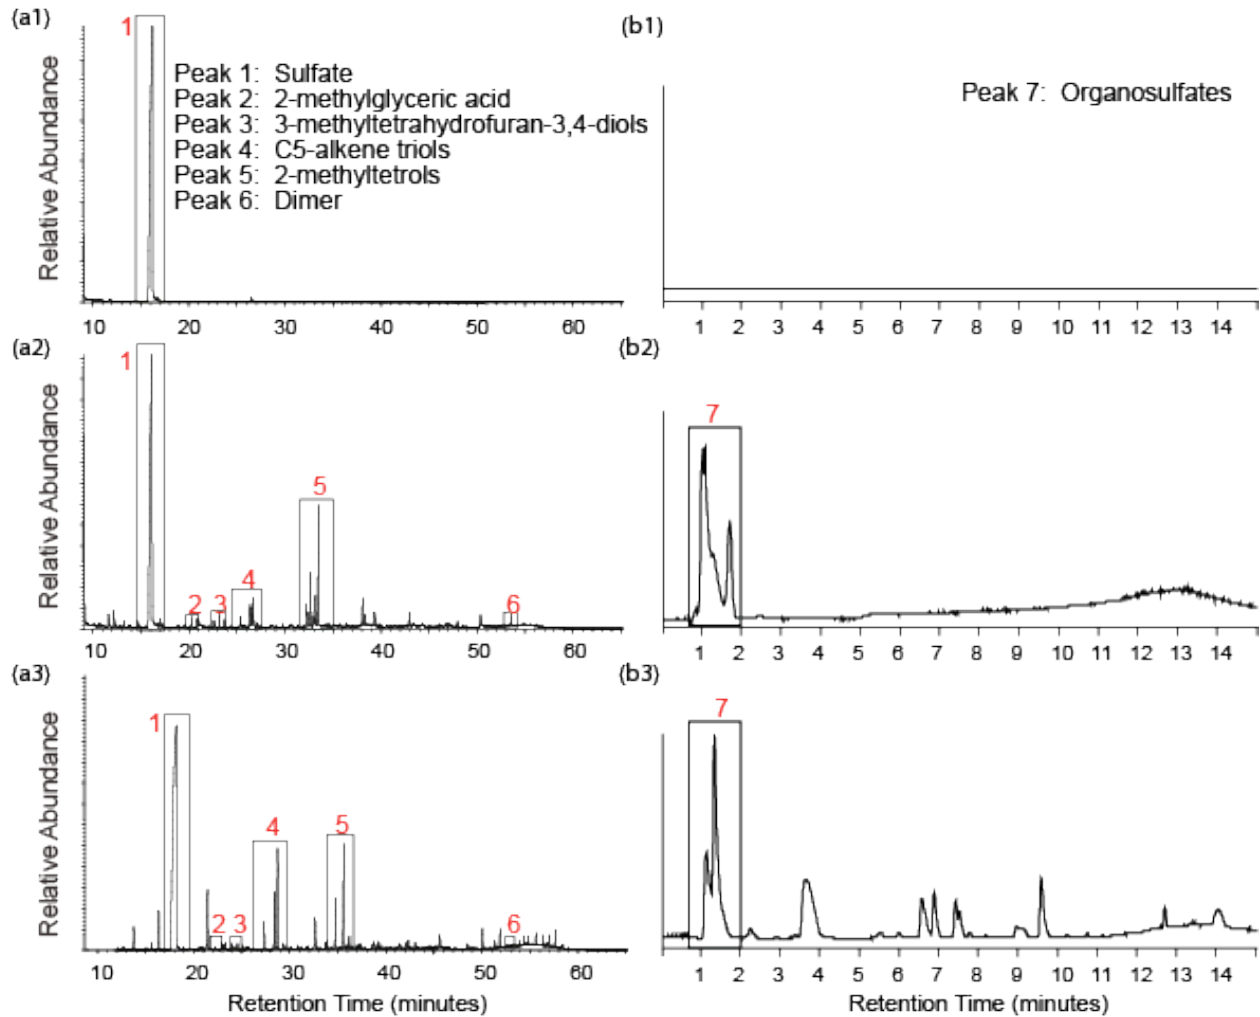 (a1)
1
Peak 1: Sulfate
Peak 2: 2-methylglyceric acid
Peak 3: 3-methyltetrahydrofuran-3,4-diols
Peak 4: C5-alkene triols
Peak 5: 2-methyltetrols
Peak 6: Dimer
Relative Abundance
10 20 30 40 50 60
(b1)
Peak 7: Organosulfates
1 2 3 4 5 6 7 8 9 10 11 12 13 14
(a2)
1
2 3 4 5 6
Relative Abundance
10 20 30 40 50 60
(b2)
7
1 2 3 4 5 6 7 8 9 10 11 12 13 14
(a3)
1
2 3 4 5 6
Relative Abundance
10 20 30 40 50 60
Retention Time (minutes)
(b3)
7
1 2 3 4 5 6 7 8 9 10 11 12 13 14
Retention Time (minutes)